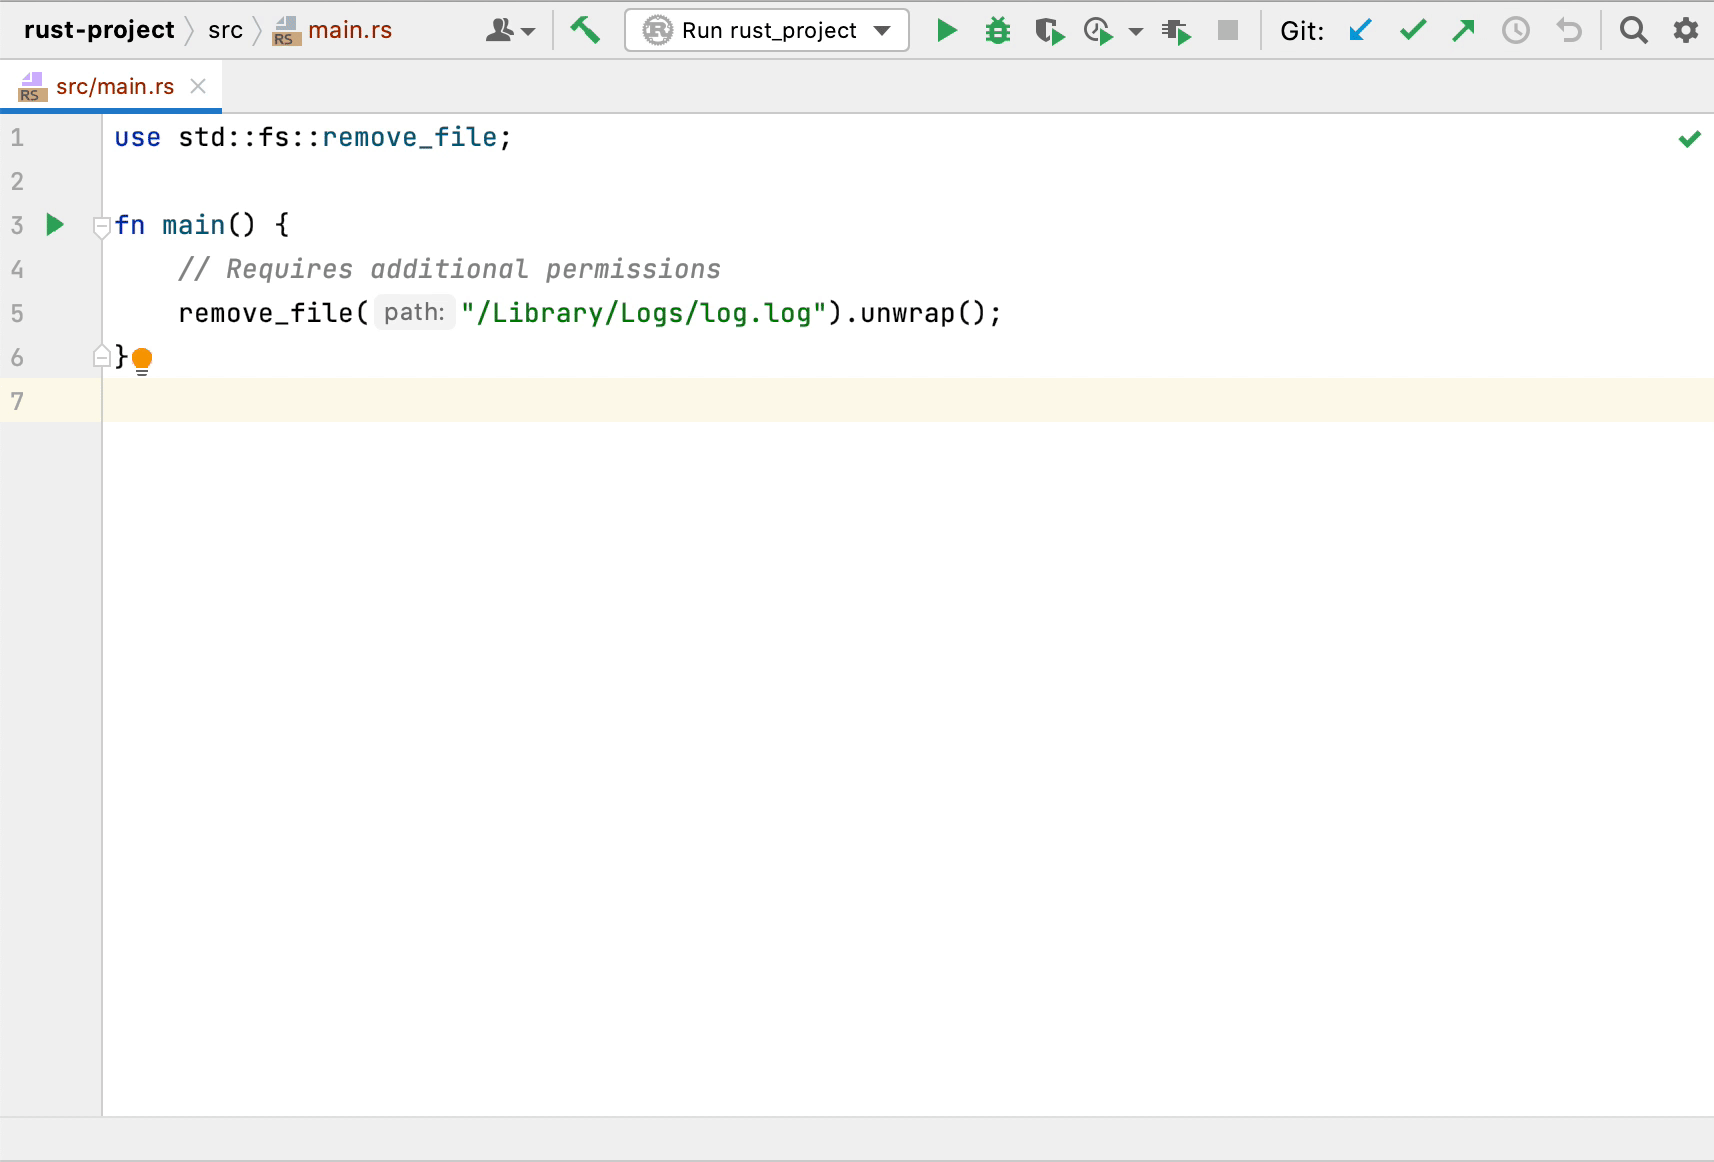 rust-project src RS main.rs Run rust_project Git:
RS src/main.rs
1 use std::fs::remove_file;
2
3 fn main() {
4 // Requires additional permissions
5 remove_file( path: "/Library/Logs/log.log").unwrap();
6 }
7